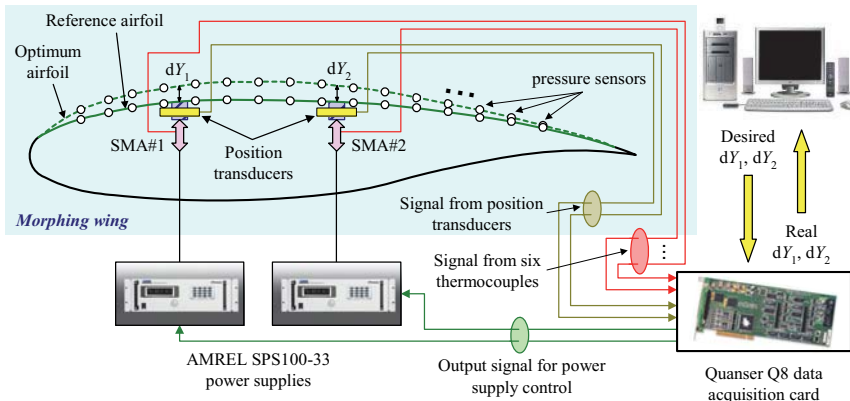 Reference airfoil
Optimum
airfoil
dY1
dY2
pressure sensors
SMA#1
Position
transducers
SMA#2
Morphing wing
Signal from position
transducers
Signal from six
thermocouples
Desired
dY1, dY2
Real
dY1, dY2
AMREL SPS100-33
power supplies
Output signal for power
supply control
Quanser Q8 data
acquisition card